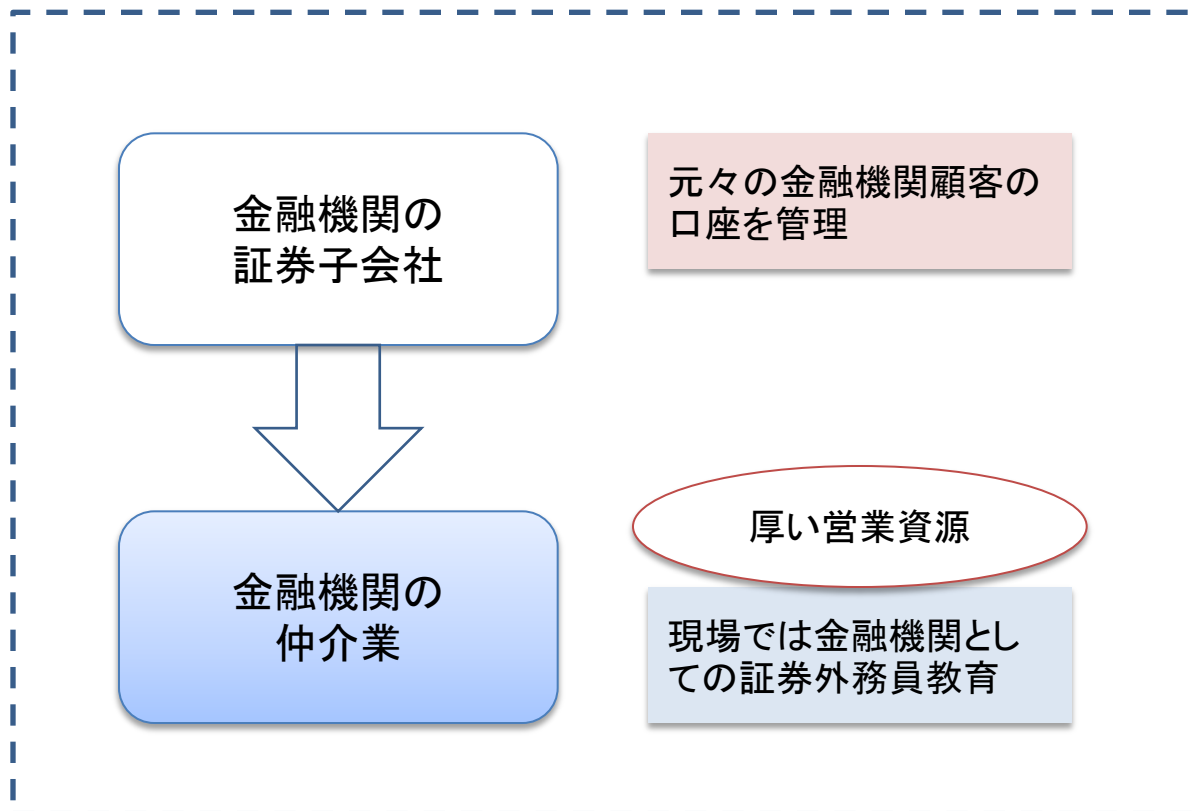 金融機関の
証券子会社
元々の金融機関顧客の
口座を管理
厚い営業資源
金融機関の
仲介業
現場では金融機関とし
ての証券外務員教育